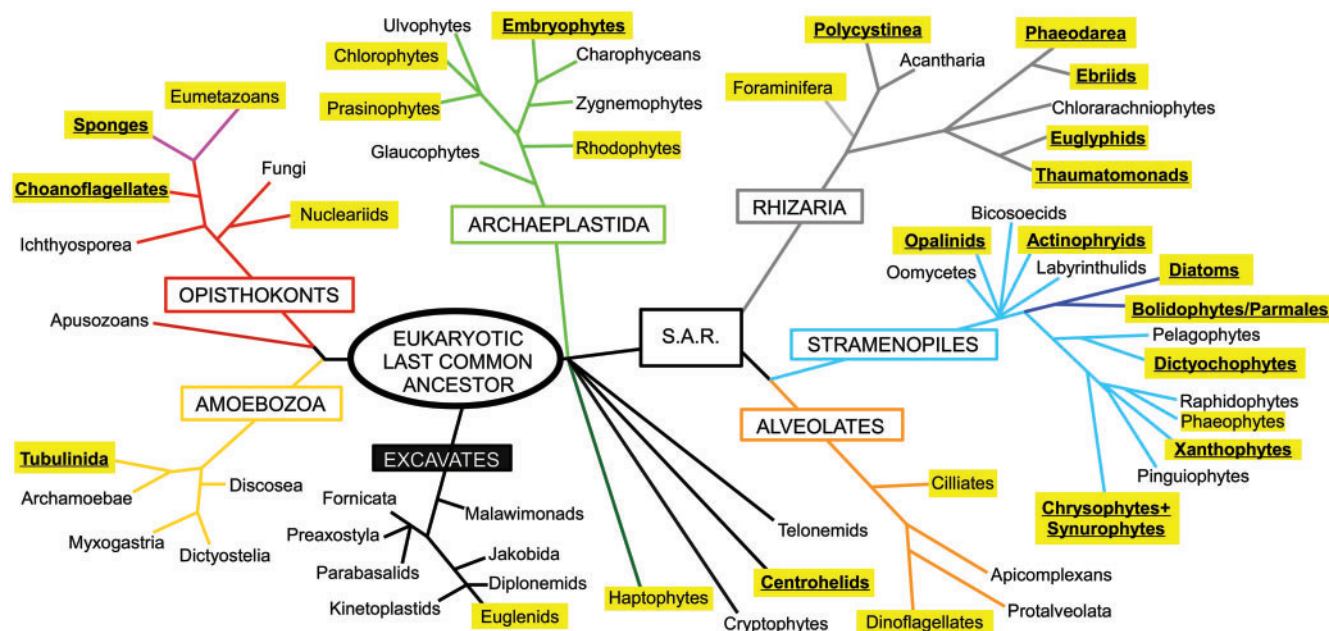 Ulvophytes
Embryophytes
Chlorophytes
Charophyceans
Prasinophytes
Zygnemophytes
Glaucophytes
Rhodophytes
ARCHAEPLASTIDA
Eumetazoans
Sponges
Fungi
Choanoflagellates
Nucleariids
Ichthyosporea
OPISTHOKONTS
Apusozoans
Polycystinea
Acantharia
Foraminifera
Phaeodarea
Ebriids
Chlorarachniophytes
Euglyphids
Thaumatomonads
RHIZARIA
Bicosoecids
Opalinids
Actinophryids
Oomycetes
Labyrinthulids
Diatoms
Bolidophytes/Parmales
Pelagophytes
Dictyochophytes
Raphidophytes
Phaeophytes
Xanthophytes
Pinguiophytes
Chrysophytes+
Synurophytes
STRAMENOPILES
S.A.R.
EUKARYOTIC
LAST COMMON
ANCESTOR
AMOEBOZOA
Tubulinida
Archamoebae
Discosea
Myxogastria
Dictyostelia
EXCAVATES
Fornicata
Malawimonads
Preaxostyla
Jakobida
Parabasalids
Diplonemids
Kinetoplastids
Euglenids
Haptophytes
Cryptophytes
Centrohelids
Telonemids
ALVEOLATES
Cilliates
Apicomplexans
Protalveolata
Dinoflagellates